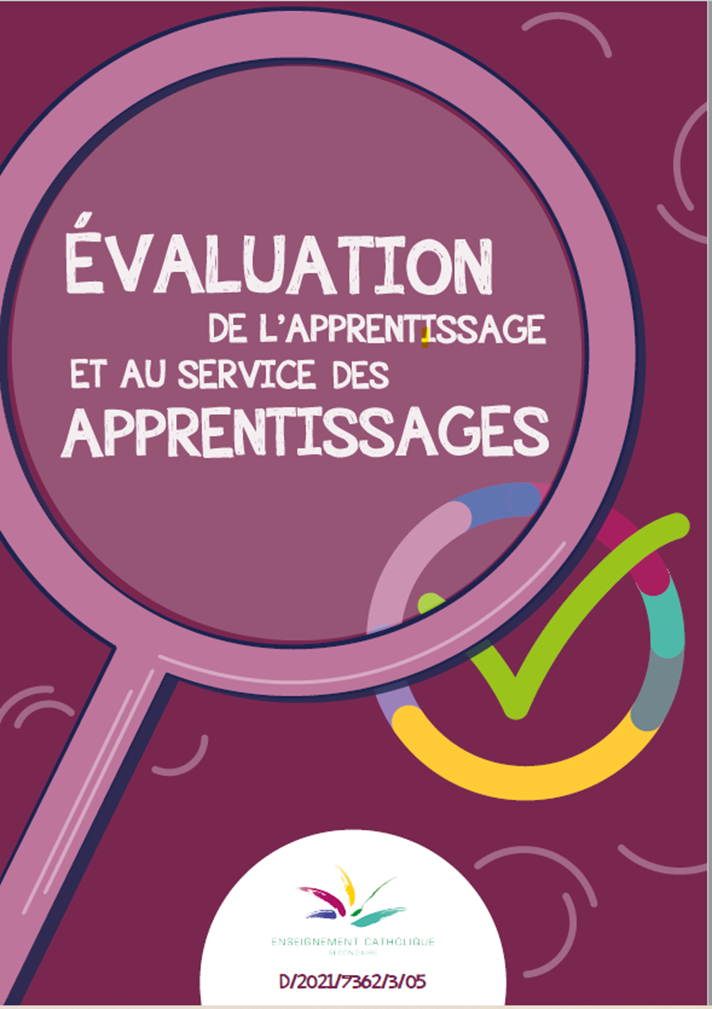 ÉVALUATION
DE L'APPRENTISSAGE
ET AU SERVICE DES
APPRENTISSAGES
ENSEIGNEMENT CATHOLIQUE
SECONDAIRE
D/2021/7362/3/05